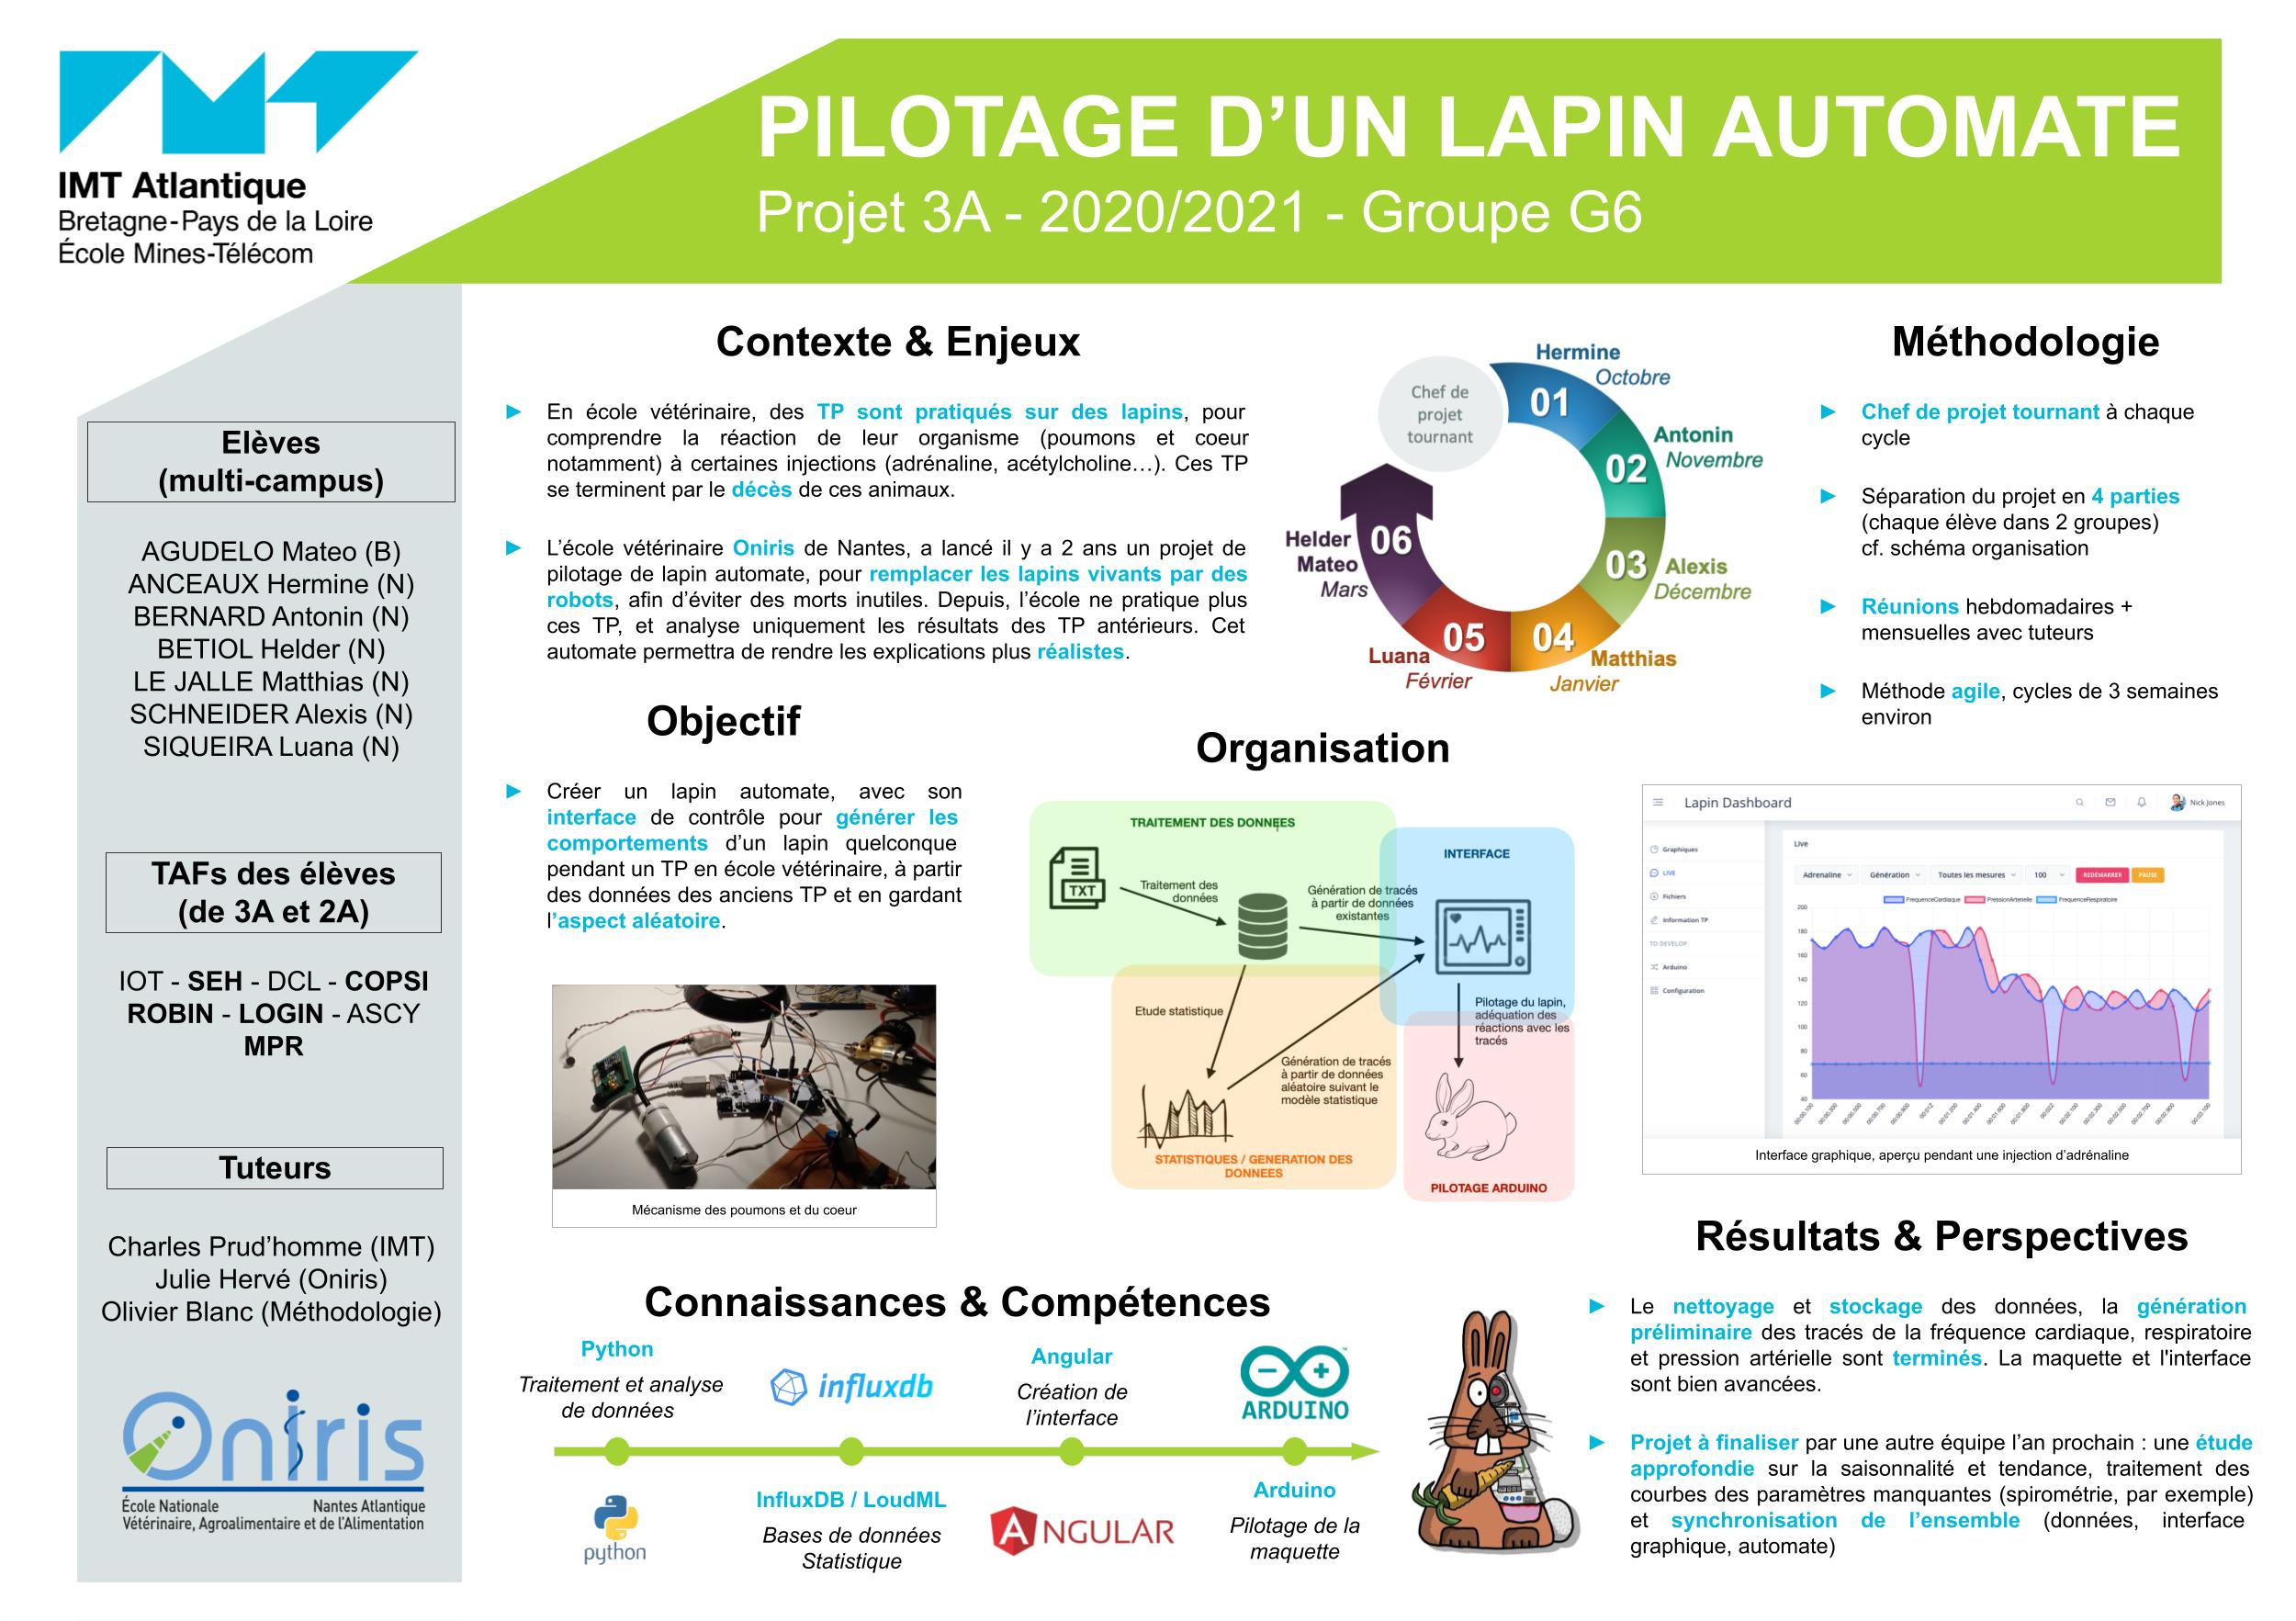 IMT Atlantique
Bretagne-Pays de la Loire
École Mines-Télécom
PILOTAGE D’UN LAPIN AUTOMATE
Projet 3A - 2020/2021 - Groupe G6
Elèves
(multi-campus)
AGUDELO Mateo (B)
ANCEAUX Hermine (N)
BERNARD Antonin (N)
BETIOL Helder (N)
LE JALLE Matthias (N)
SCHNEIDER Alexis (N)
SIQUEIRA Luana (N)
TAFs des élèves
(de 3A et 2A)
IOT - SEH - DCL - COPSI
ROBIN - LOGIN - ASCY
MPR
Tuteurs
Charles Prud’homme (IMT)
Julie Hervé (Oniris)
Olivier Blanc (Méthodologie)
Oniris
École Nationale Nantes Atlantique
Vétérinaire, Agroalimentaire et de l'Alimentation
Contexte & Enjeux
► En école vétérinaire, des TP sont pratiqués sur des lapins, pour
comprendre la réaction de leur organisme (poumons et coeur
notamment) à certaines injections (adrénaline, acétylcholine…). Ces TP
se terminent par le décès de ces animaux.
► L’école vétérinaire Oniris de Nantes, a lancé il y a 2 ans un projet de
pilotage de lapin automate, pour remplacer les lapins vivants par des
robots, afin d’éviter des morts inutiles. Depuis, l’école ne pratique plus
ces TP, et analyse uniquement les résultats des TP antérieurs. Cet
automate permettra de rendre les explications plus réalistes.
Chef de
projet
tournant
Hermine
Octobre
01
Antonin
Novembre
02
03
Alexis
Décembre
04
Matthias
Janvier
05
Luana
Février
06
Helder
Mateo
Mars
Méthodologie
► Chef de projet tournant à chaque
cycle
► Séparation du projet en 4 parties
(chaque élève dans 2 groupes)
cf. schéma organisation
► Réunions hebdomadaires +
mensuelles avec tuteurs
► Méthode agile, cycles de 3 semaines
environ
Objectif
► Créer un lapin automate, avec son
interface de contrôle pour générer les
comportements d’un lapin quelconque
pendant un TP en école vétérinaire, à partir
des données des anciens TP et en gardant
l’aspect aléatoire.
Mécanisme des poumons et du coeur
Organisation
TRAITEMENT DES DONNEES
TXT
Traitement des
données
Génération de tracés
à partir de données
existantes
INTERFACE
Etude statistique
Pilotage du lapin,
adéquation des
réactions avec les
tracés
Génération de tracés
à partir de données
aléatoire suivant le
modèle statistique
STATISTIQUES / GENERATION DES
DONNEES
PILOTAGE ARDUINO
Lapin Dashboard
Nick Jones
Graphiques
LIVE
Fichiers
Information TP
TO DEVELOP
Arduino
Configuration
Live
Adrenaline Génération Toutes les mesures 100 REDÉMARRER PAUSE
FrequenceCardiaque PressionArterielle FrequenceRespiratoire
200
180
160
140
120
100
80
60
40
Interface graphique, aperçu pendant une injection d’adrénaline
Connaissances & Compétences
Python
Traitement et analyse
de données
python
influxdb
InfluxDB / LoudML
Bases de données
Statistique
Angular
Création de
l’interface
ANGULAR
ARDUINO
Arduino
Pilotage de la
maquette
Résultats & Perspectives
► Le nettoyage et stockage des données, la génération
préliminaire des tracés de la fréquence cardiaque, respiratoire
et pression artérielle sont terminés. La maquette et l'interface
sont bien avancées.
► Projet à finaliser par une autre équipe l’an prochain : une étude
approfondie sur la saisonnalité et tendance, traitement des
courbes des paramètres manquantes (spirométrie, par exemple)
et synchronisation de l’ensemble (données, interface
graphique, automate)